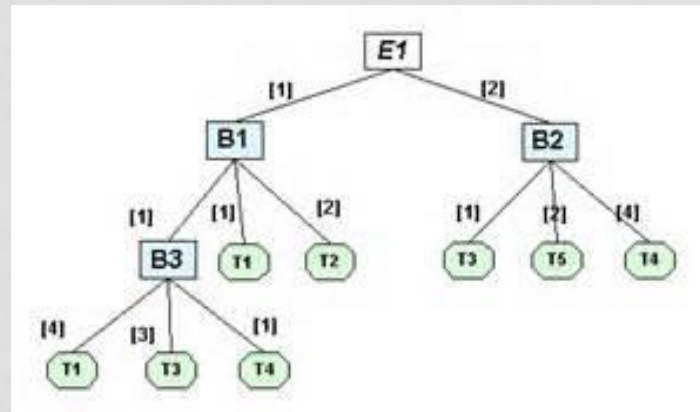 E1
[1] [2]
B1 B2
[1] [1] [2] [1] [2] [4]
B3 T1 T2 T3 T5 T4
[4] [3] [1]
T1 T3 T4